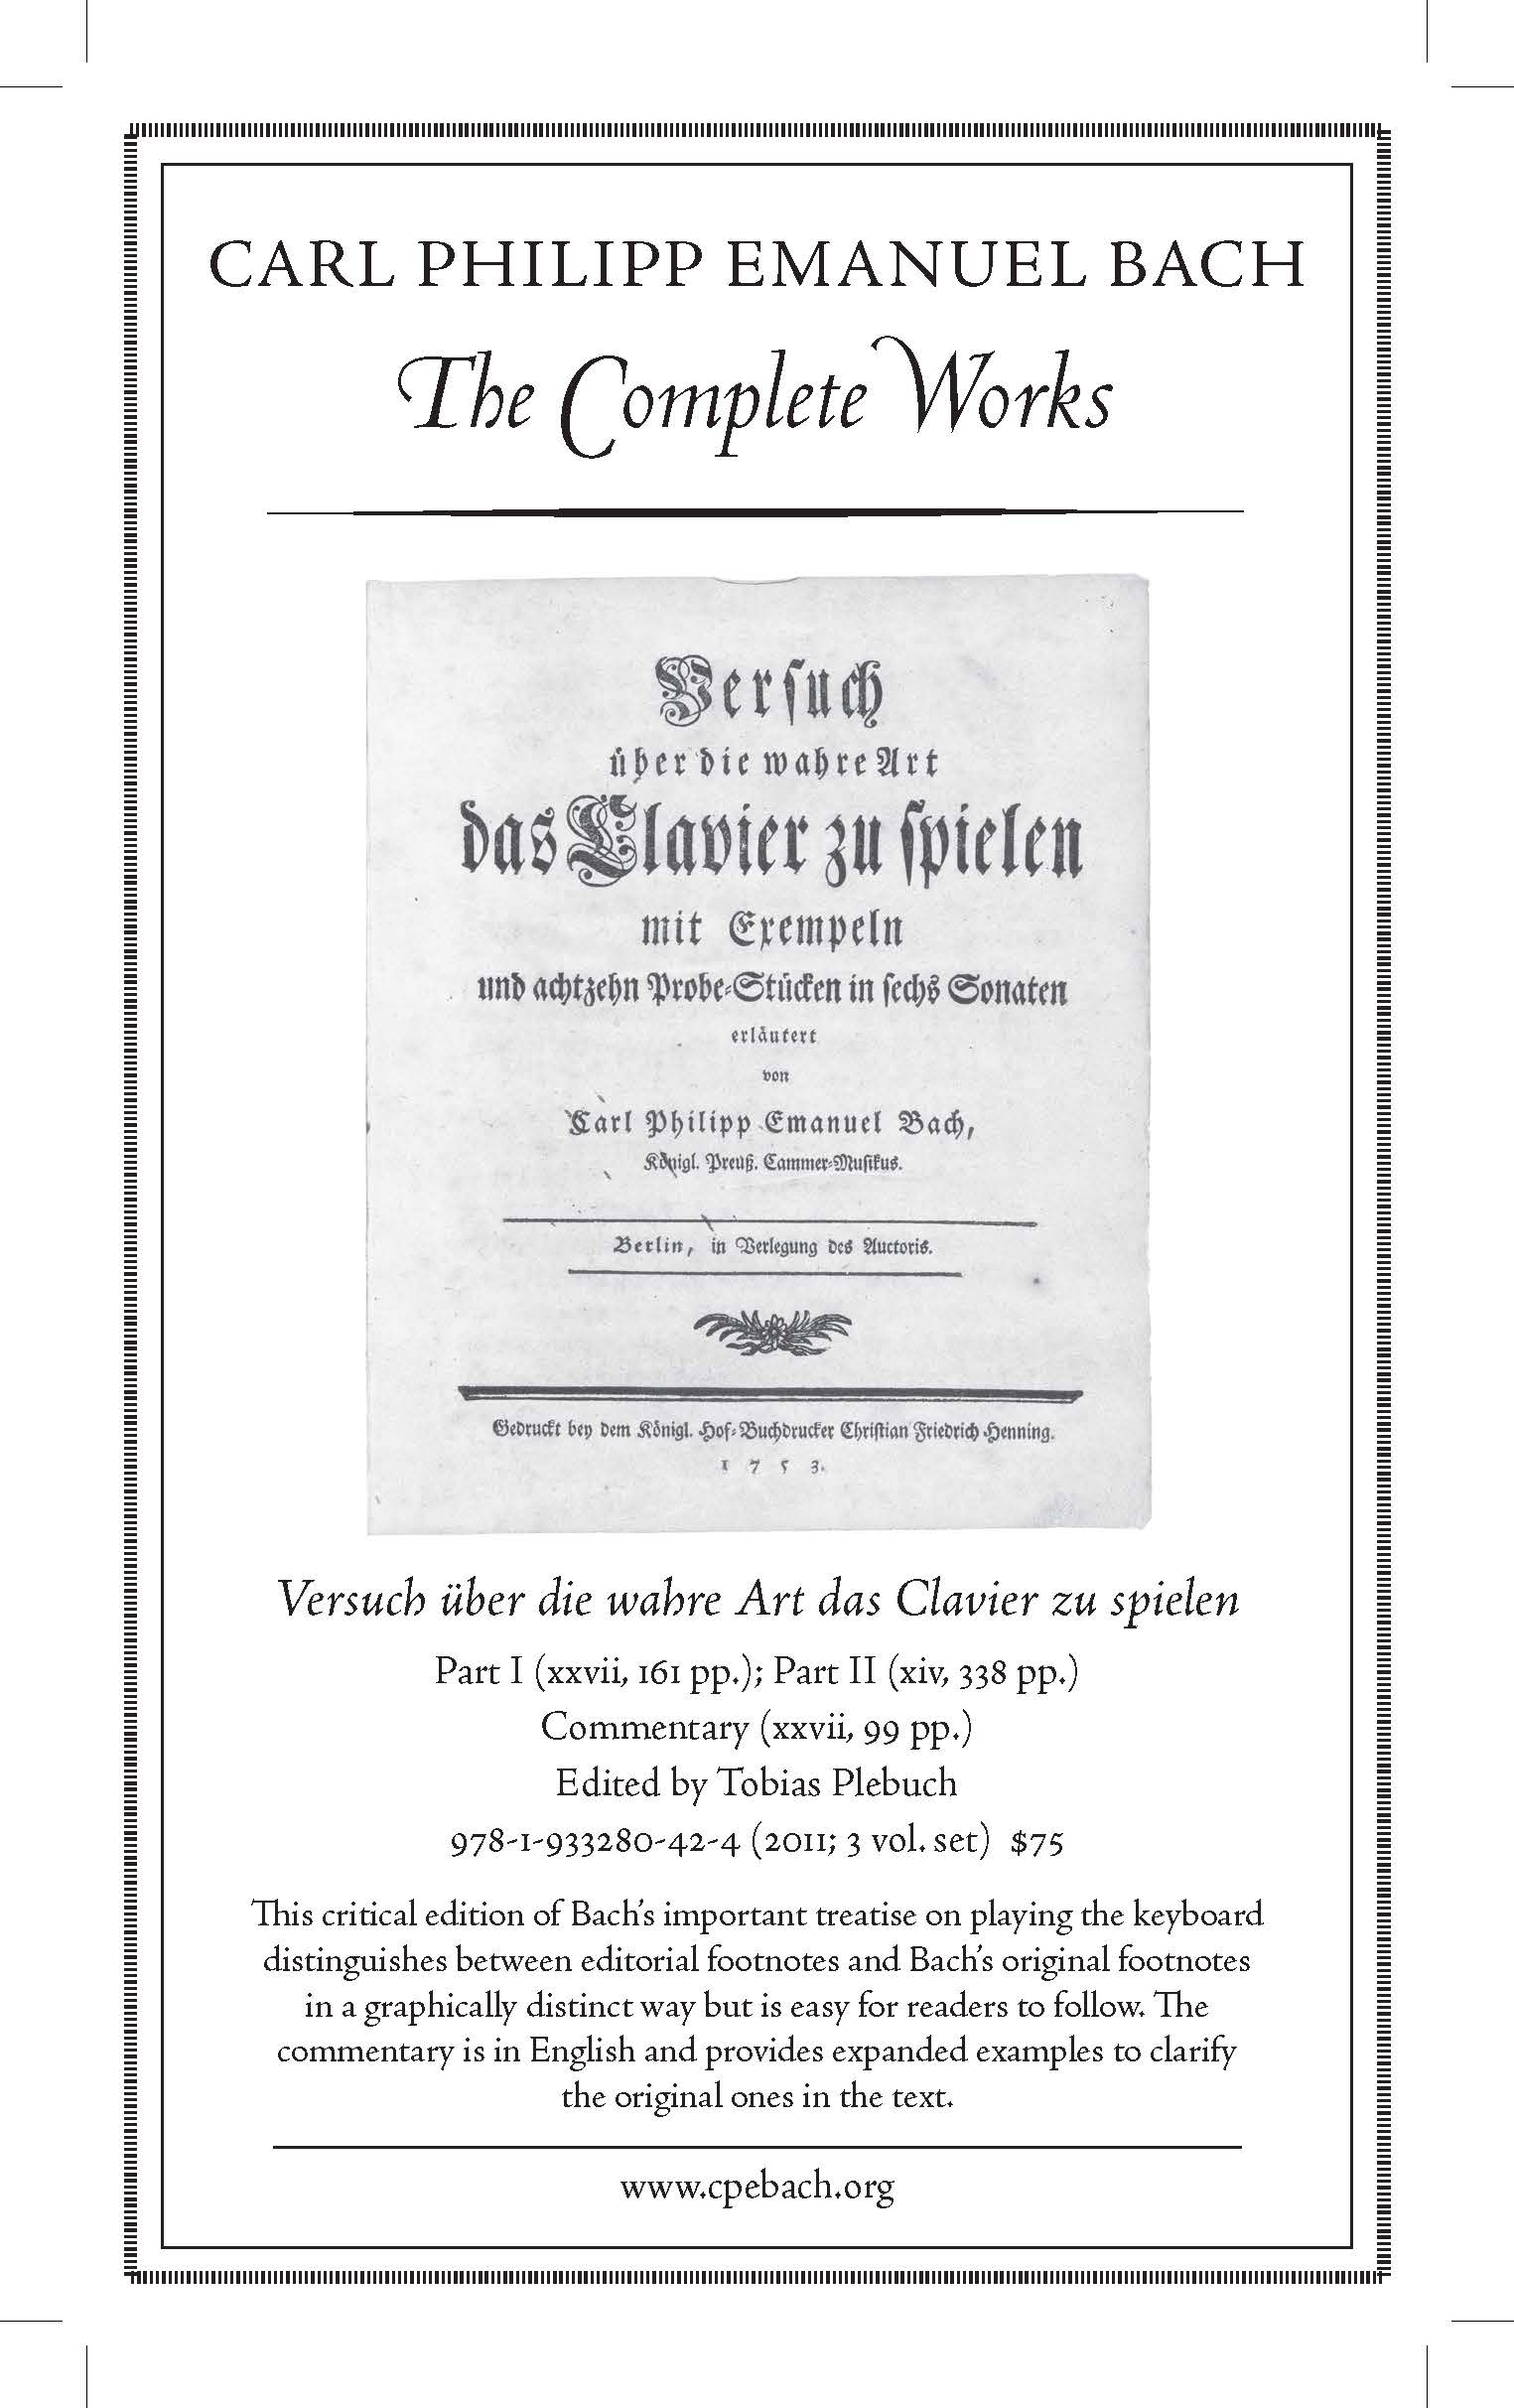 CARL PHILIPP EMANUEL BACH
The Complete Works
Versuch
über die wahre Art
das Clavier zu spielen
mit Exempeln
und achtzehn Probe-Stücken in sechs Sonaten
erläutert
von
Carl Philipp Emanuel Bach,
Königl. Preuß. Cammer-Musikus.
Berlin, in Verlegung des Auctoris.
Gedruckt bey dem Königl. Hof-Buchdrucker Christian Friedrich Henning.
1 7 5 3.
Versuch über die wahre Art das Clavier zu spielen
Part I (xxvii, 161 pp.); Part II (xiv, 338 pp.)
Commentary (xxvii, 99 pp.)
Edited by Tobias Plebuch
978-1-933280-42-4 (2011; 3 vol. set) $75
This critical edition of Bach's important treatise on playing the keyboard
distinguishes between editorial footnotes and Bach's original footnotes
in a graphically distinct way but is easy for readers to follow. The
commentary is in English and provides expanded examples to clarify
the original ones in the text.
www.cpebach.org